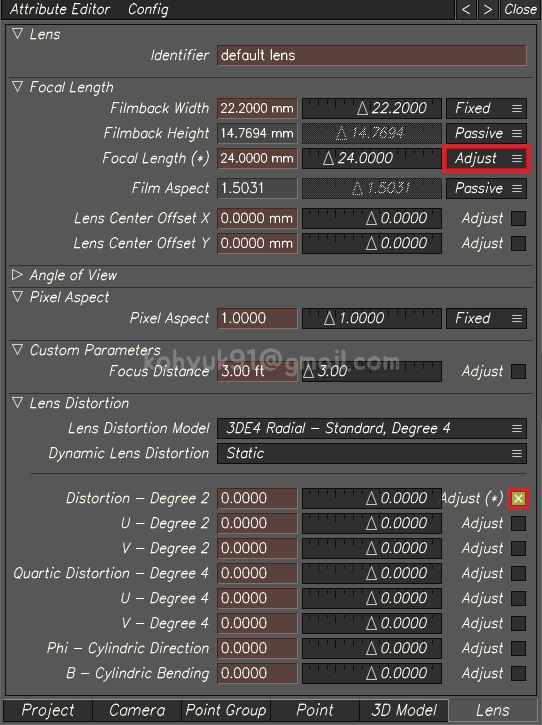 Attribute Editor Config < > Close
▽ Lens
Identifier default lens
▽ Focal Length
Filmback Width 22.2000 mm 22.2000 Fixed
Filmback Height 14.7694 mm 14.7694 Passive
Focal Length (*) 24.0000 mm 24.0000 Adjust
Film Aspect 1.5031 1.5031 Passive
Lens Center Offset X 0.0000 mm 0.0000 Adjust
Lens Center Offset Y 0.0000 mm 0.0000 Adjust
▷ Angle of View
▽ Pixel Aspect
Pixel Aspect 1.0000 1.0000 Fixed
▽ Custom Parameters
kohyuk91@gmail.com
Focus Distance 3.00 ft 3.00 Adjust
▽ Lens Distortion
Lens Distortion Model 3DE4 Radial – Standard, Degree 4
Dynamic Lens Distortion Static
Distortion – Degree 2 0.0000 0.0000 Adjust (*)
U – Degree 2 0.0000 0.0000 Adjust
V – Degree 2 0.0000 0.0000 Adjust
Quartic Distortion – Degree 4 0.0000 0.0000 Adjust
U – Degree 4 0.0000 0.0000 Adjust
V – Degree 4 0.0000 0.0000 Adjust
Phi – Cylindric Direction 0.0000 0.0000 Adjust
B – Cylindric Bending 0.0000 0.0000 Adjust
Project Camera Point Group Point 3D Model Lens